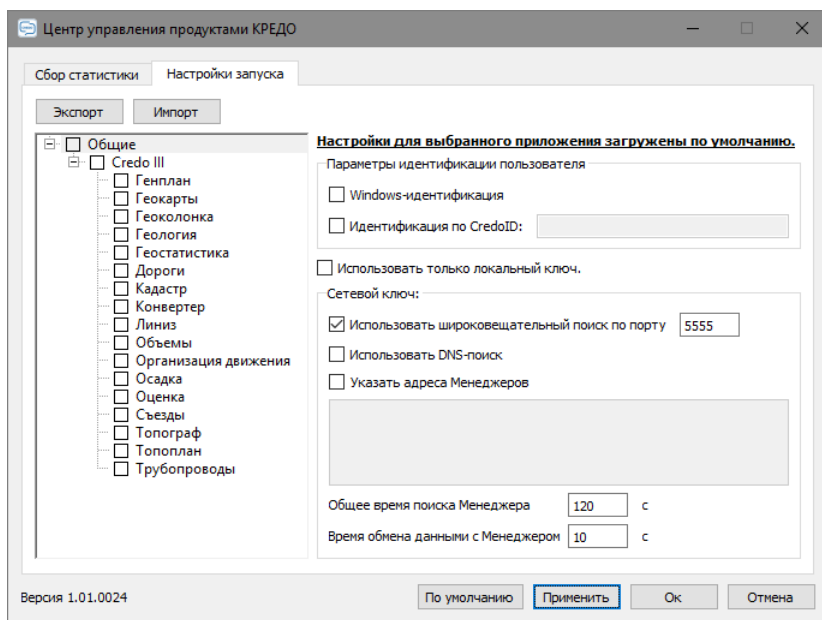 Центр управления продуктами КРЕДО
Сбор статистики
Настройки запуска
Экспорт
Импорт
Общие
Credo III
Генплан
Геокарты
Геоколонка
Геология
Геостатистика
Дороги
Кадастр
Конвертер
Линиз
Объемы
Организация движения
Осадка
Оценка
Съезды
Топограф
Топоплан
Трубопроводы
Настройки для выбранного приложения загружены по умолчанию.
Параметры идентификации пользователя
Windows-идентификация
Идентификация по CredoID:
Использовать только локальный ключ.
Сетевой ключ:
Использовать широковещательный поиск по порту 5555
Использовать DNS-поиск
Указать адреса Менеджеров
Общее время поиска Менеджера 120 с
Время обмена данными с Менеджером 10 с
Версия 1.01.0024
По умолчанию
Применить
Ок
Отмена